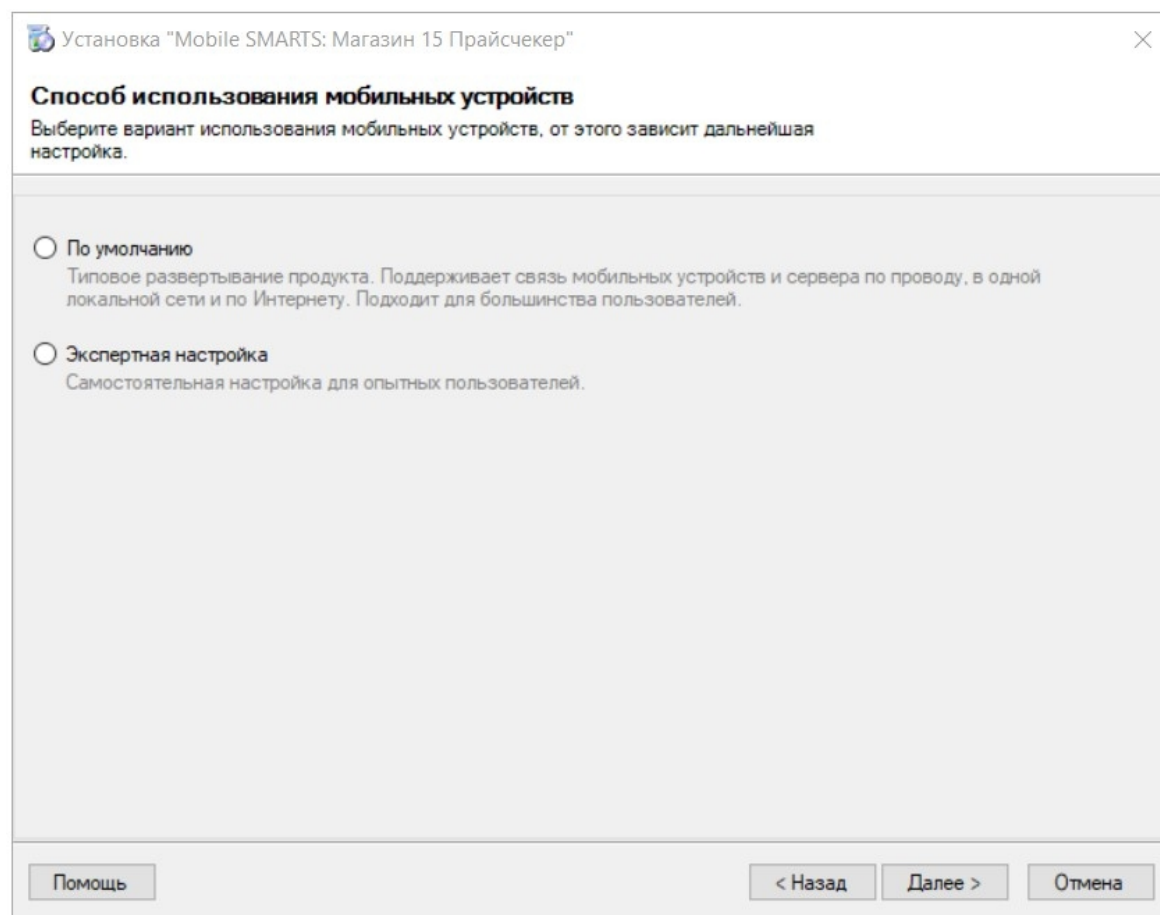 Установка "Mobile SMARTS: Магазин 15 Прайсчекер"
Способ использования мобильных устройств
Выберите вариант использования мобильных устройств, от этого зависит дальнейшая
настройка.
По умолчанию
Типовое развертывание продукта. Поддерживает связь мобильных устройств и сервера по проводу, в одной
локальной сети и по Интернету. Подходит для большинства пользователей.
Экспертная настройка
Самостоятельная настройка для опытных пользователей.
Помощь
< Назад
Далее >
Отмена